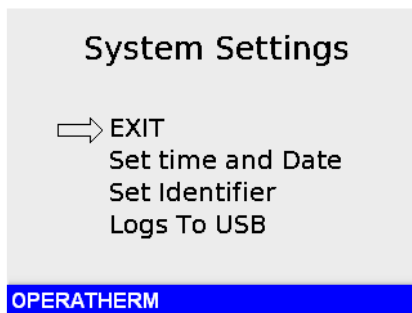 System Settings
EXIT
Set time and Date
Set Identifier
Logs To USB
OPERATHERM